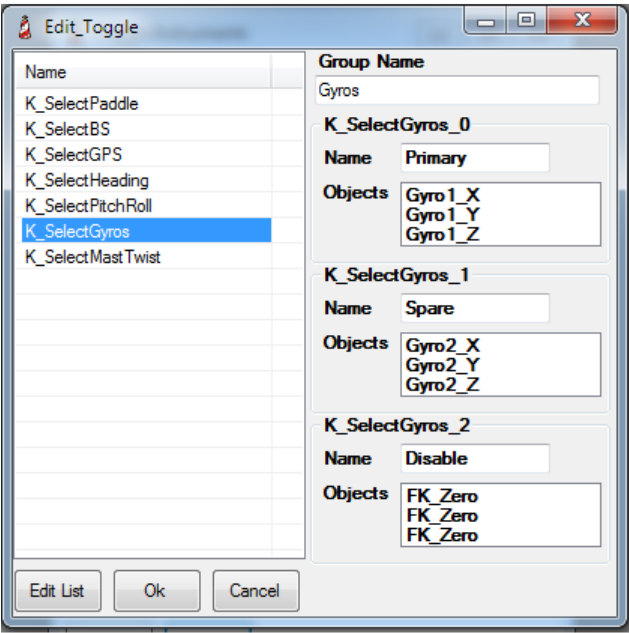 Edit_Toggle
Name
K_SelectPaddle
K_SelectBS
K_SelectGPS
K_SelectHeading
K_SelectPitchRoll
K_SelectGyros
K_SelectMastTwist
Group Name
Gyros
K_SelectGyros_0
Name Primary
Objects Gyro1_X
Gyro1_Y
Gyro1_Z
K_SelectGyros_1
Name Spare
Objects Gyro2_X
Gyro2_Y
Gyro2_Z
K_SelectGyros_2
Name Disable
Objects FK_Zero
FK_Zero
FK_Zero
Edit List Ok Cancel